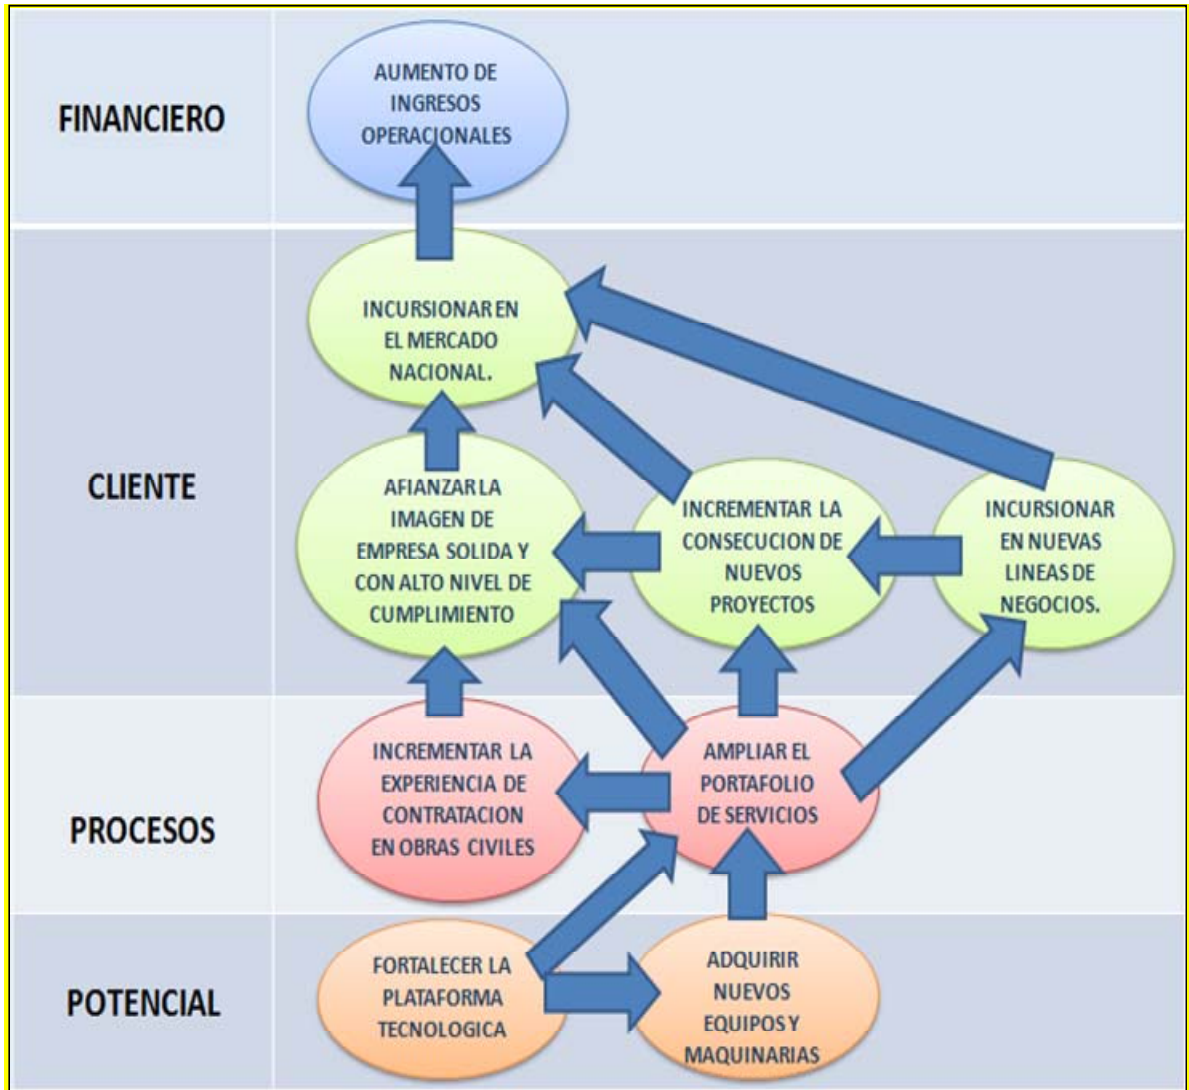 FINANCIERO
AUMENTO DE
INGRESOS
OPERACIONALES
CLIENTE
INCURSIONAR EN
EL MERCADO
NACIONAL.
AFIANZAR LA
IMAGEN DE
EMPRESA SOLIDA Y
CON ALTO NIVEL DE
CUMPLIMIENTO
INCREMENTAR LA
CONSECUCION DE
NUEVOS
PROYECTOS
INCURSIONAR
EN NUEVAS
LINEAS DE
NEGOCIOS.
PROCESOS
INCREMENTAR LA
EXPERIENCIA DE
CONTRATACION
EN OBRAS CIVILES
AMPLIAR EL
PORTAFOLIO
DE SERVICIOS
POTENCIAL
FORTALECER LA
PLATAFORMA
TECNOLOGICA
ADQUIRIR
NUEVOS
EQUIPOS Y
MAQUINARIAS